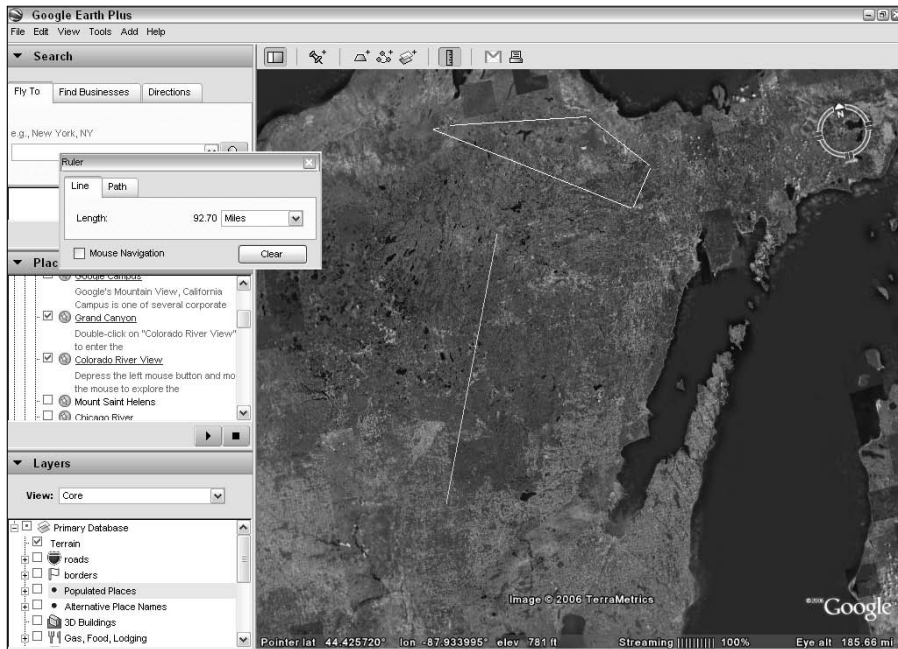 Google Earth Plus
File Edit View Tools Add Help
Search
Fly To Find Businesses Directions
e.g., New York, NY
Ruler
Line Path
Length: 92.70 Miles
Mouse Navigation Clear
Plac
Google Campus
Google's Mountain View, California
Campus is one of several corporate
Grand Canyon
Double-click on "Colorado River View"
to enter the
Colorado River View
Depress the left mouse button and mo
the mouse to explore the
Mount Saint Helens
Chicago River
Layers
View: Core
Primary Database
Terrain
roads
borders
Populated Places
Alternative Place Names
3D Buildings
Gas, Food, Lodging
N
Image © 2006 TerraMetrics
©2006 Google
Pointer lat 44.425720° lon -87.933995° elev 781 ft Streaming ||||||||| 100% Eye alt 185.66 mi